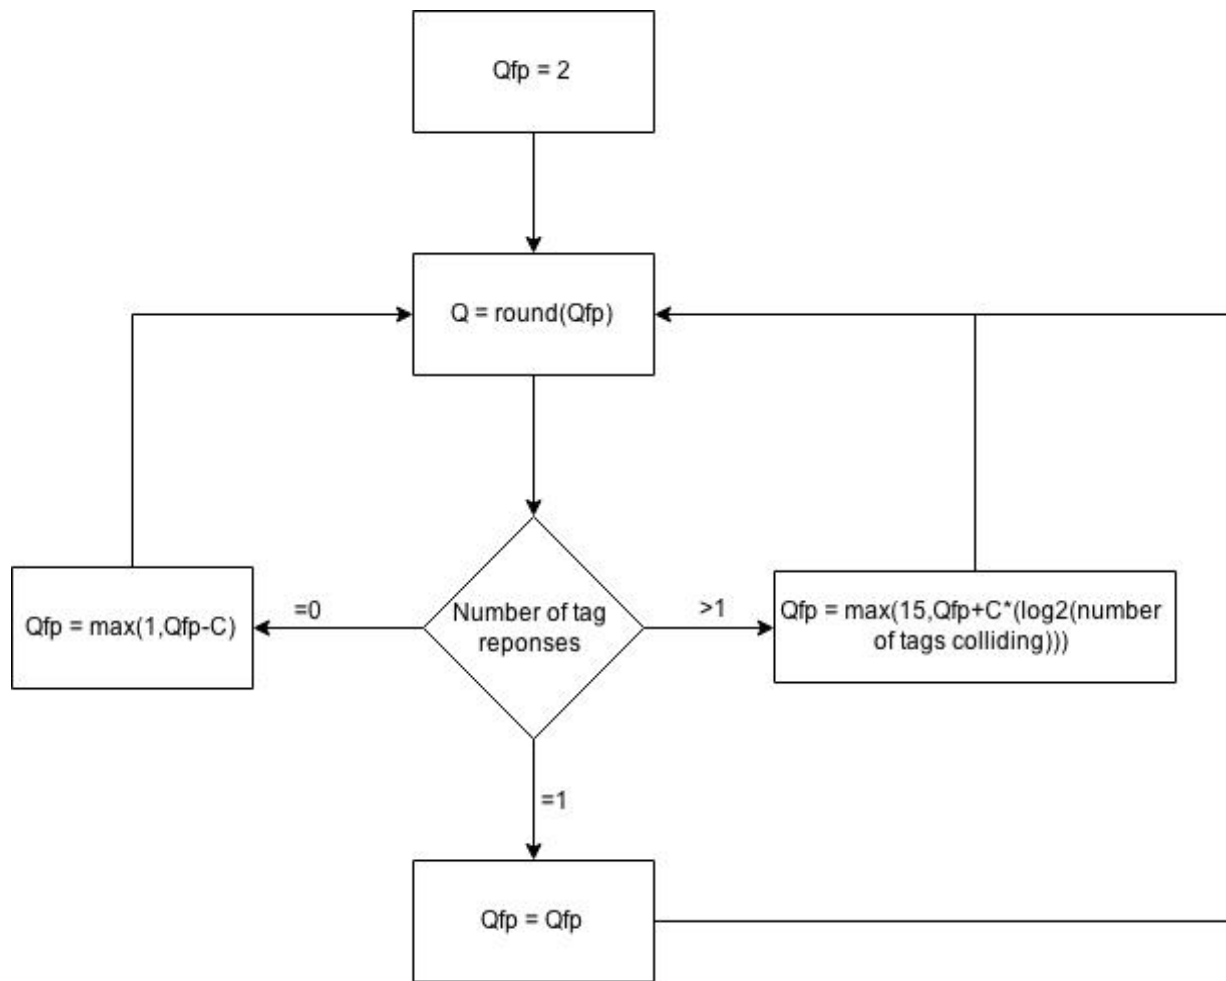 Qfp = 2
Q = round(Qfp)
=0
Number of tag
reponses
>1
Qfp = max(1,Qfp-C)
Qfp = max(15,Qfp+C*(log2(number
of tags colliding)))
=1
Qfp = Qfp